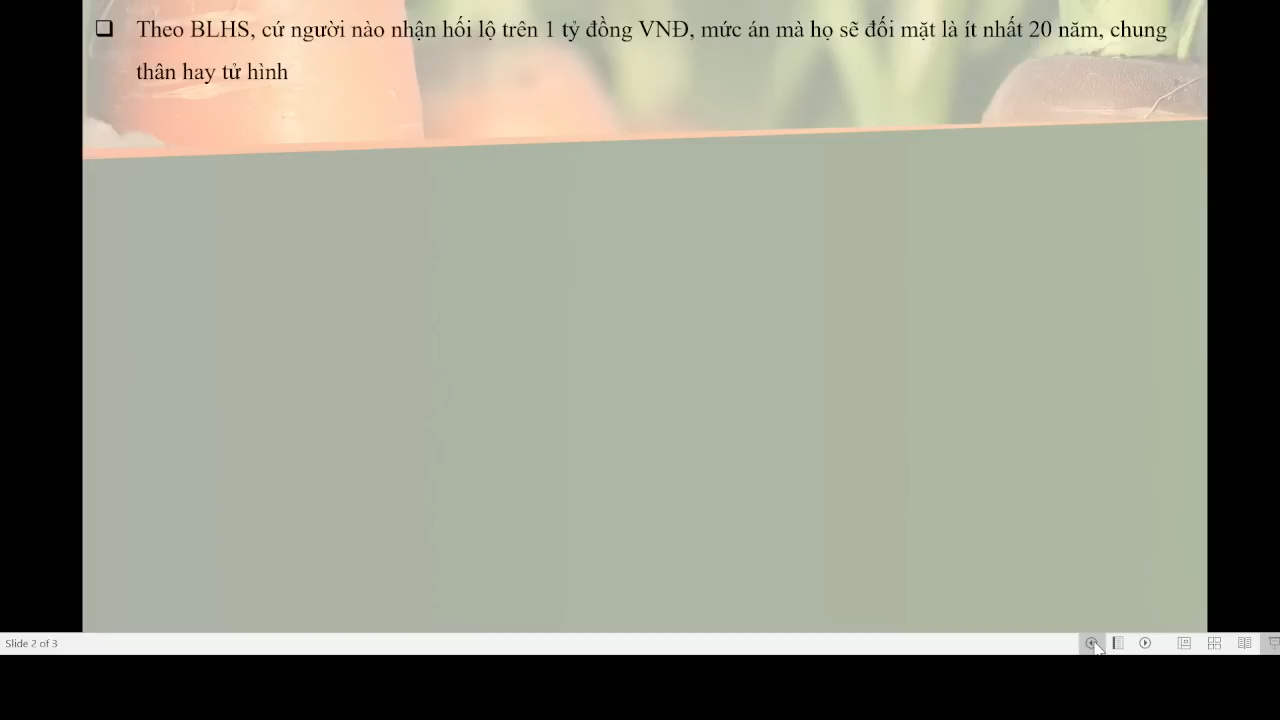 Theo BLHS, cứ người nào nhận hối lộ trên 1 tỷ đồng VNĐ, mức án mà họ sẽ đối mặt là ít nhất 20 năm, chung
thân hay tử hình
Slide 2 of 3